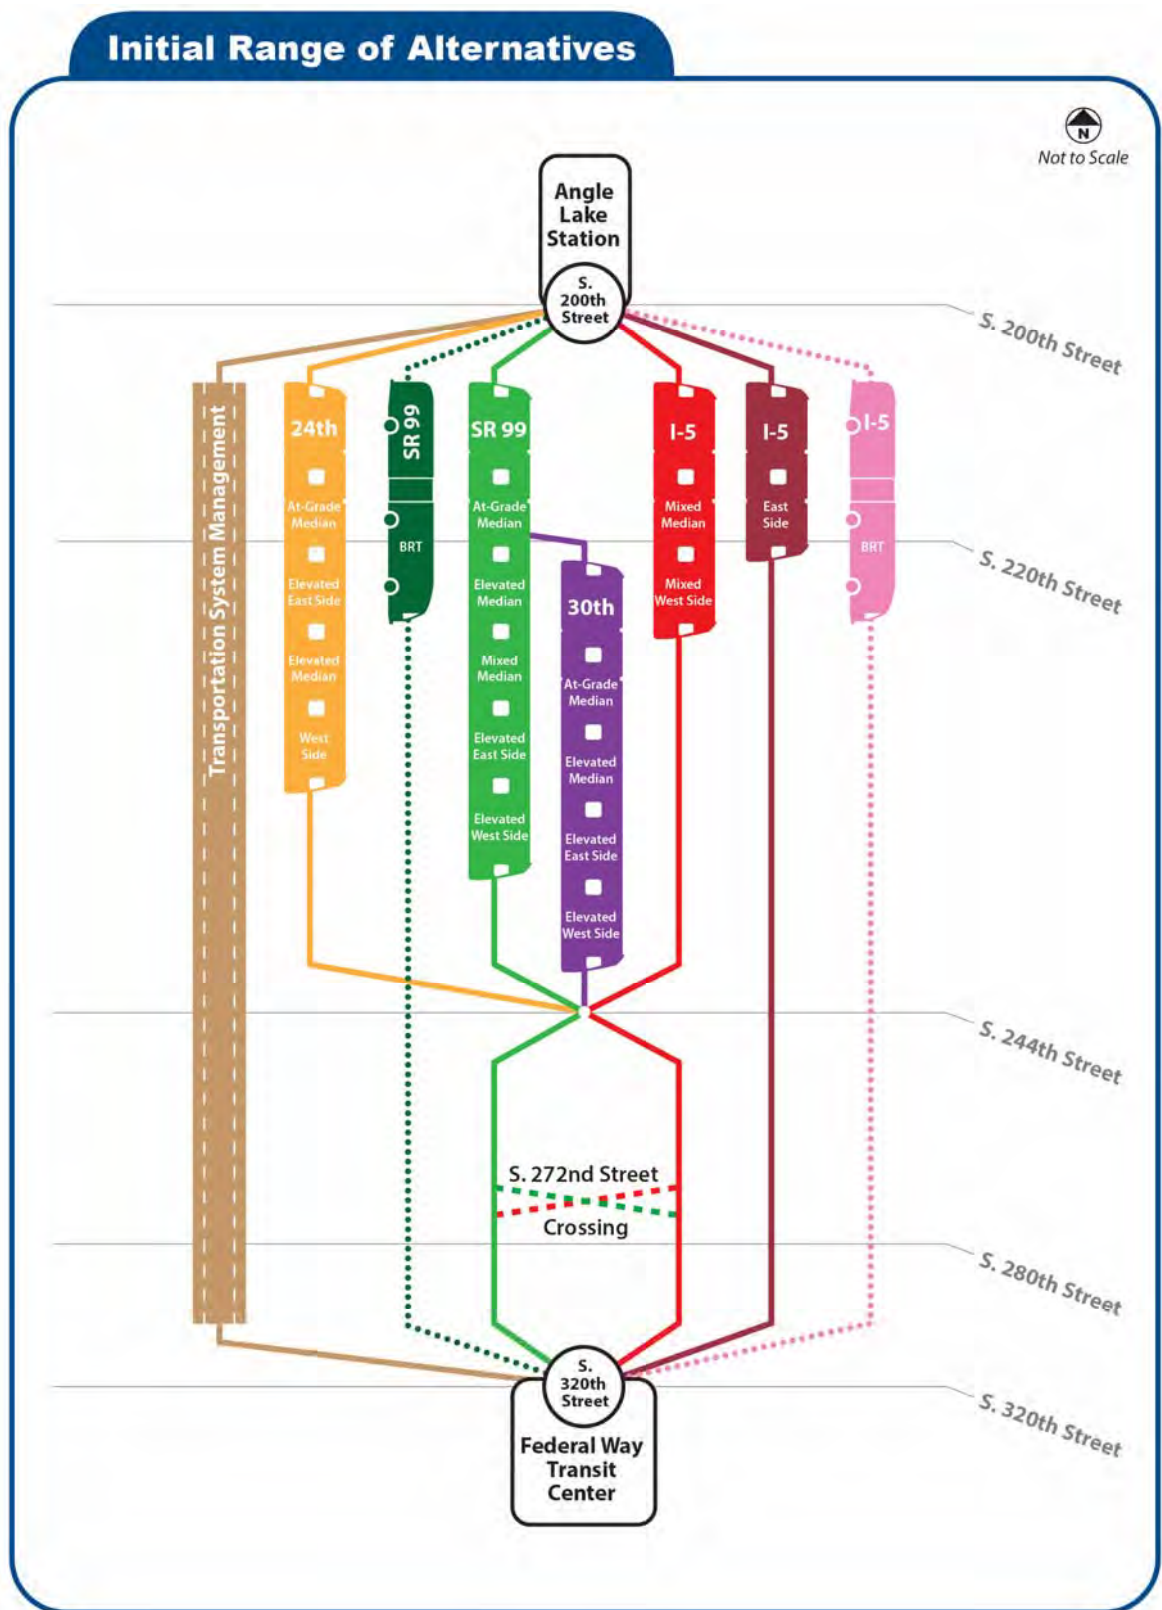 Initial Range of Alternatives
N
Not to Scale
Angle
Lake
Station
S.
200th
Street
S. 200th Street
Transportation System Management
24th
At-Grade
Median
Elevated
East Side
Elevated
Median
West
Side
SR 99
BRT
SR 99
At-Grade
Median
Elevated
Median
Mixed
Median
Elevated
East Side
Elevated
West Side
30th
At-Grade
Median
Elevated
Median
Elevated
East Side
Elevated
West Side
I-5
Mixed
Median
Mixed
West Side
I-5
East
Side
I-5
BRT
S. 220th Street
S. 244th Street
S. 272nd Street
Crossing
S. 280th Street
S.
320th
Street
S. 320th Street
Federal Way
Transit
Center